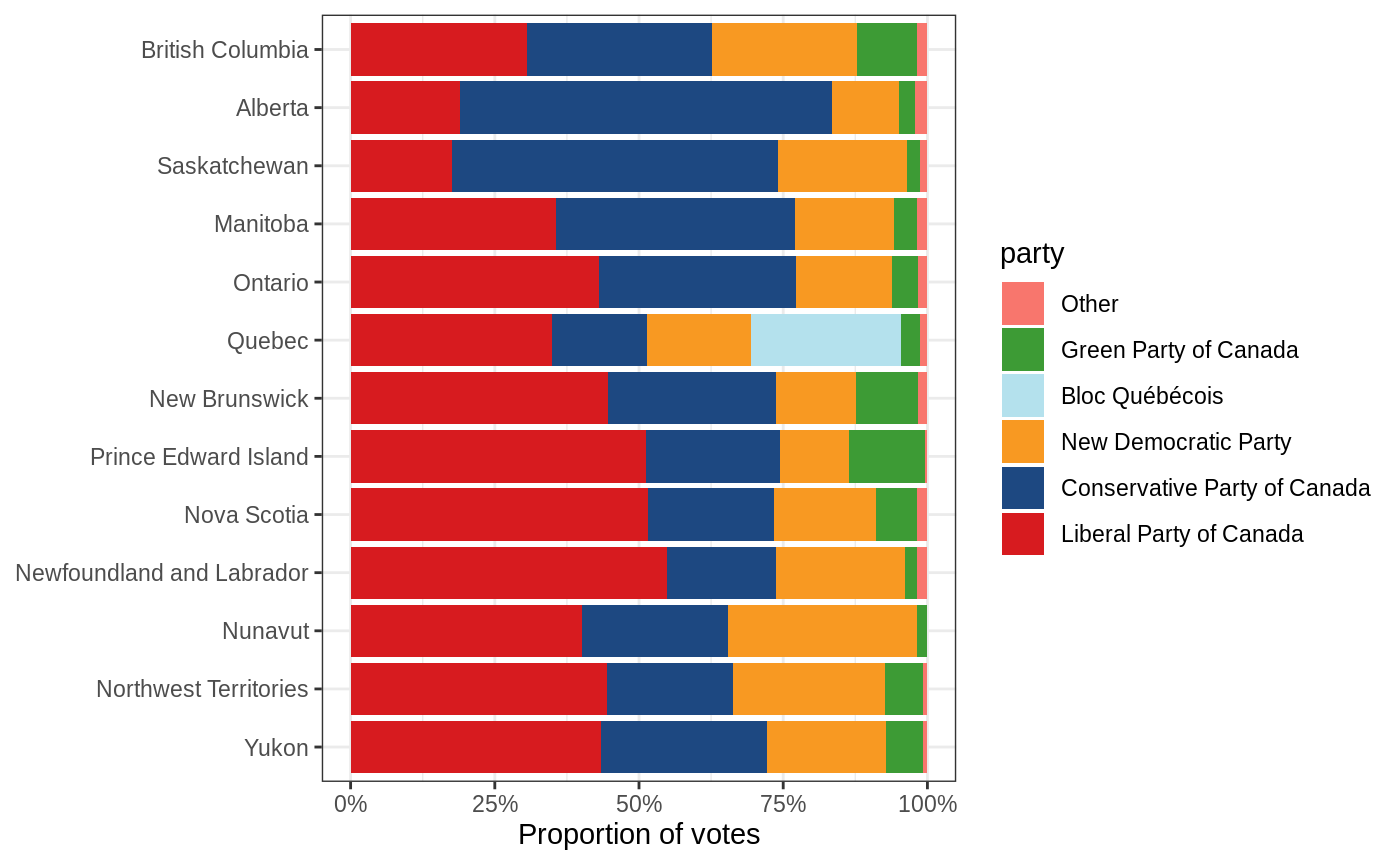 British Columbia
Alberta
Saskatchewan
Manitoba
Ontario
Quebec
New Brunswick
Prince Edward Island
Nova Scotia
Newfoundland and Labrador
Nunavut
Northwest Territories
Yukon
0% 25% 50% 75% 100%
Proportion of votes
party
Other
Green Party of Canada
Bloc Québécois
New Democratic Party
Conservative Party of Canada
Liberal Party of Canada